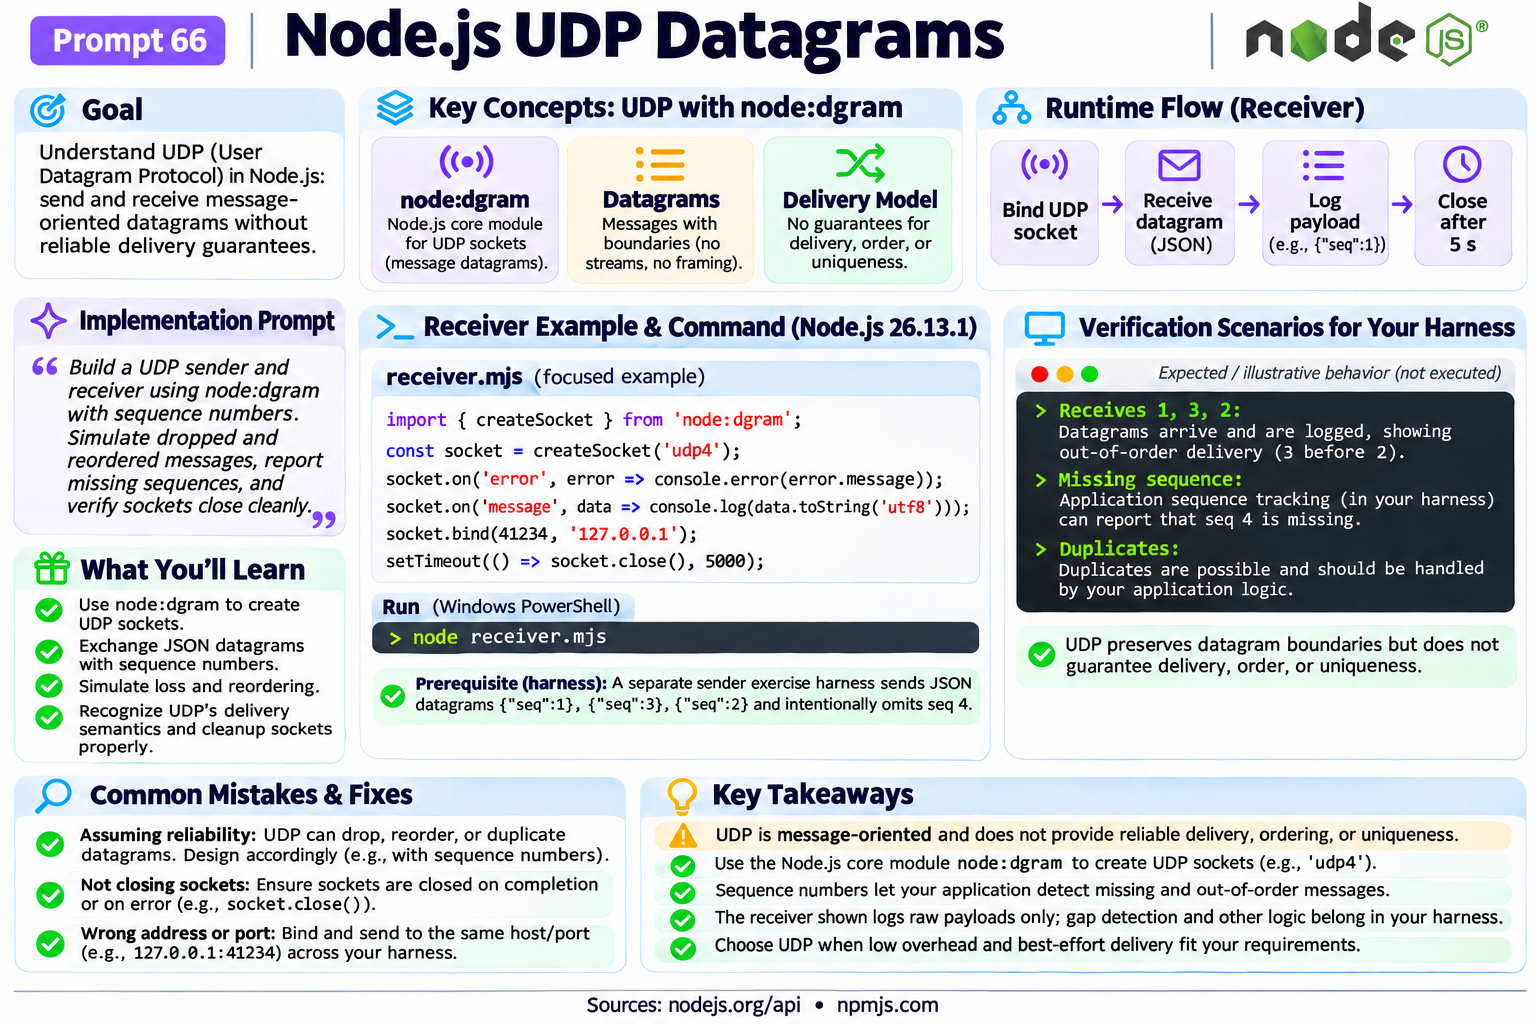 Prompt 66
Node.js UDP Datagrams
node JS ®
Goal
Understand UDP (User
Datagram Protocol) in Node.js:
send and receive message-
oriented datagrams without
reliable delivery guarantees.
Key Concepts: UDP with node:dgram
node:dgram
Node.js core module
for UDP sockets
(message datagrams).
Datagrams
Messages with
boundaries (no
streams, no framing).
Delivery Model
No guarantees for
delivery, order, or
uniqueness.
Runtime Flow (Receiver)
Bind UDP
socket
Receive
datagram
(JSON)
Log
payload
(e.g., {"seq":1})
Close
after
5 s
Implementation Prompt
“ Build a UDP sender and
receiver using node:dgram
with sequence numbers.
Simulate dropped and
reordered messages, report
missing sequences, and
verify sockets close cleanly. ”
What You'll Learn
Use node:dgram to create
UDP sockets.
Exchange JSON datagrams
with sequence numbers.
Simulate loss and reordering.
Recognize UDP's delivery
semantics and cleanup sockets
properly.
>_ Receiver Example & Command (Node.js 26.13.1)
receiver.mjs (focused example)
import { createSocket } from 'node:dgram';
const socket = createSocket('udp4');
socket.on('error', error => console.error(error.message));
socket.on('message', data => console.log(data.toString('utf8')));
socket.bind(41234, '127.0.0.1');
setTimeout(() => socket.close(), 5000);
Run (Windows PowerShell)
> node receiver.mjs
Prerequisite (harness): A separate sender exercise harness sends JSON
datagrams {"seq":1}, {"seq":3}, {"seq":2} and intentionally omits seq 4.
Verification Scenarios for Your Harness
Expected / illustrative behavior (not executed)
> Receives 1, 3, 2:
Datagrams arrive and are logged, showing
out-of-order delivery (3 before 2).
> Missing sequence:
Application sequence tracking (in your harness)
can report that seq 4 is missing.
> Duplicates:
Duplicates are possible and should be handled
by your application logic.
UDP preserves datagram boundaries but does not
guarantee delivery, order, or uniqueness.
Common Mistakes & Fixes
Assuming reliability: UDP can drop, reorder, or duplicate
datagrams. Design accordingly (e.g., with sequence numbers).
Not closing sockets: Ensure sockets are closed on completion
or on error (e.g., socket.close()).
Wrong address or port: Bind and send to the same host/port
(e.g., 127.0.0.1:41234) across your harness.
Key Takeaways
UDP is message-oriented and does not provide reliable delivery, ordering, or uniqueness.
Use the Node.js core module node:dgram to create UDP sockets (e.g., 'udp4').
Sequence numbers let your application detect missing and out-of-order messages.
The receiver shown logs raw payloads only; gap detection and other logic belong in your harness.
Choose UDP when low overhead and best-effort delivery fit your requirements.
Sources: nodejs.org/api • npmjs.com